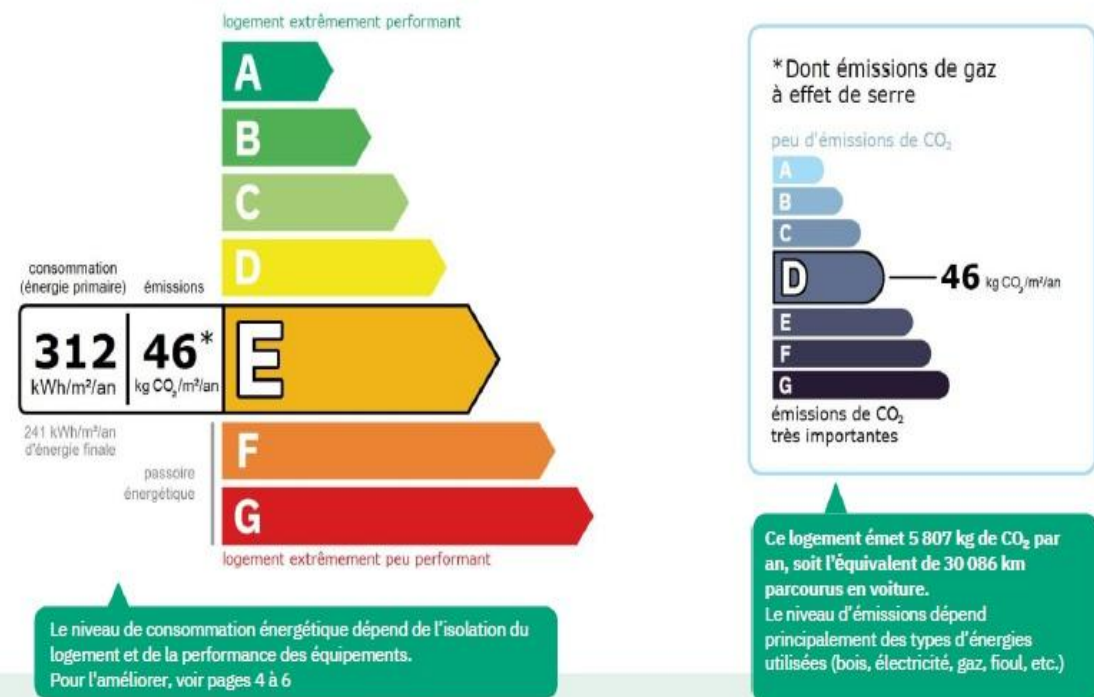 logement extrêmement performant
A
B
C
D
consommation
(énergie primaire)
émissions
312
kWh/m²/an
46*
kg CO₂/m²/an
E
241 kWh/m²/an
d'énergie finale
passoire
énergétique
F
G
logement extrêmement peu performant
Le niveau de consommation énergétique dépend de l'isolation du
logement et de la performance des équipements.
Pour l'améliorer, voir pages 4 à 6
*Dont émissions de gaz
à effet de serre
peu d'émissions de CO₂
A
B
C
D
46 kg CO₂/m²/an
E
F
G
émissions de CO₂
très importantes
Ce logement émet 5 807 kg de CO₂ par
an, soit l'équivalent de 30 086 km
parcourus en voiture.
Le niveau d'émissions dépend
principalement des types d'énergies
utilisées (bois, électricité, gaz, fioul, etc.)